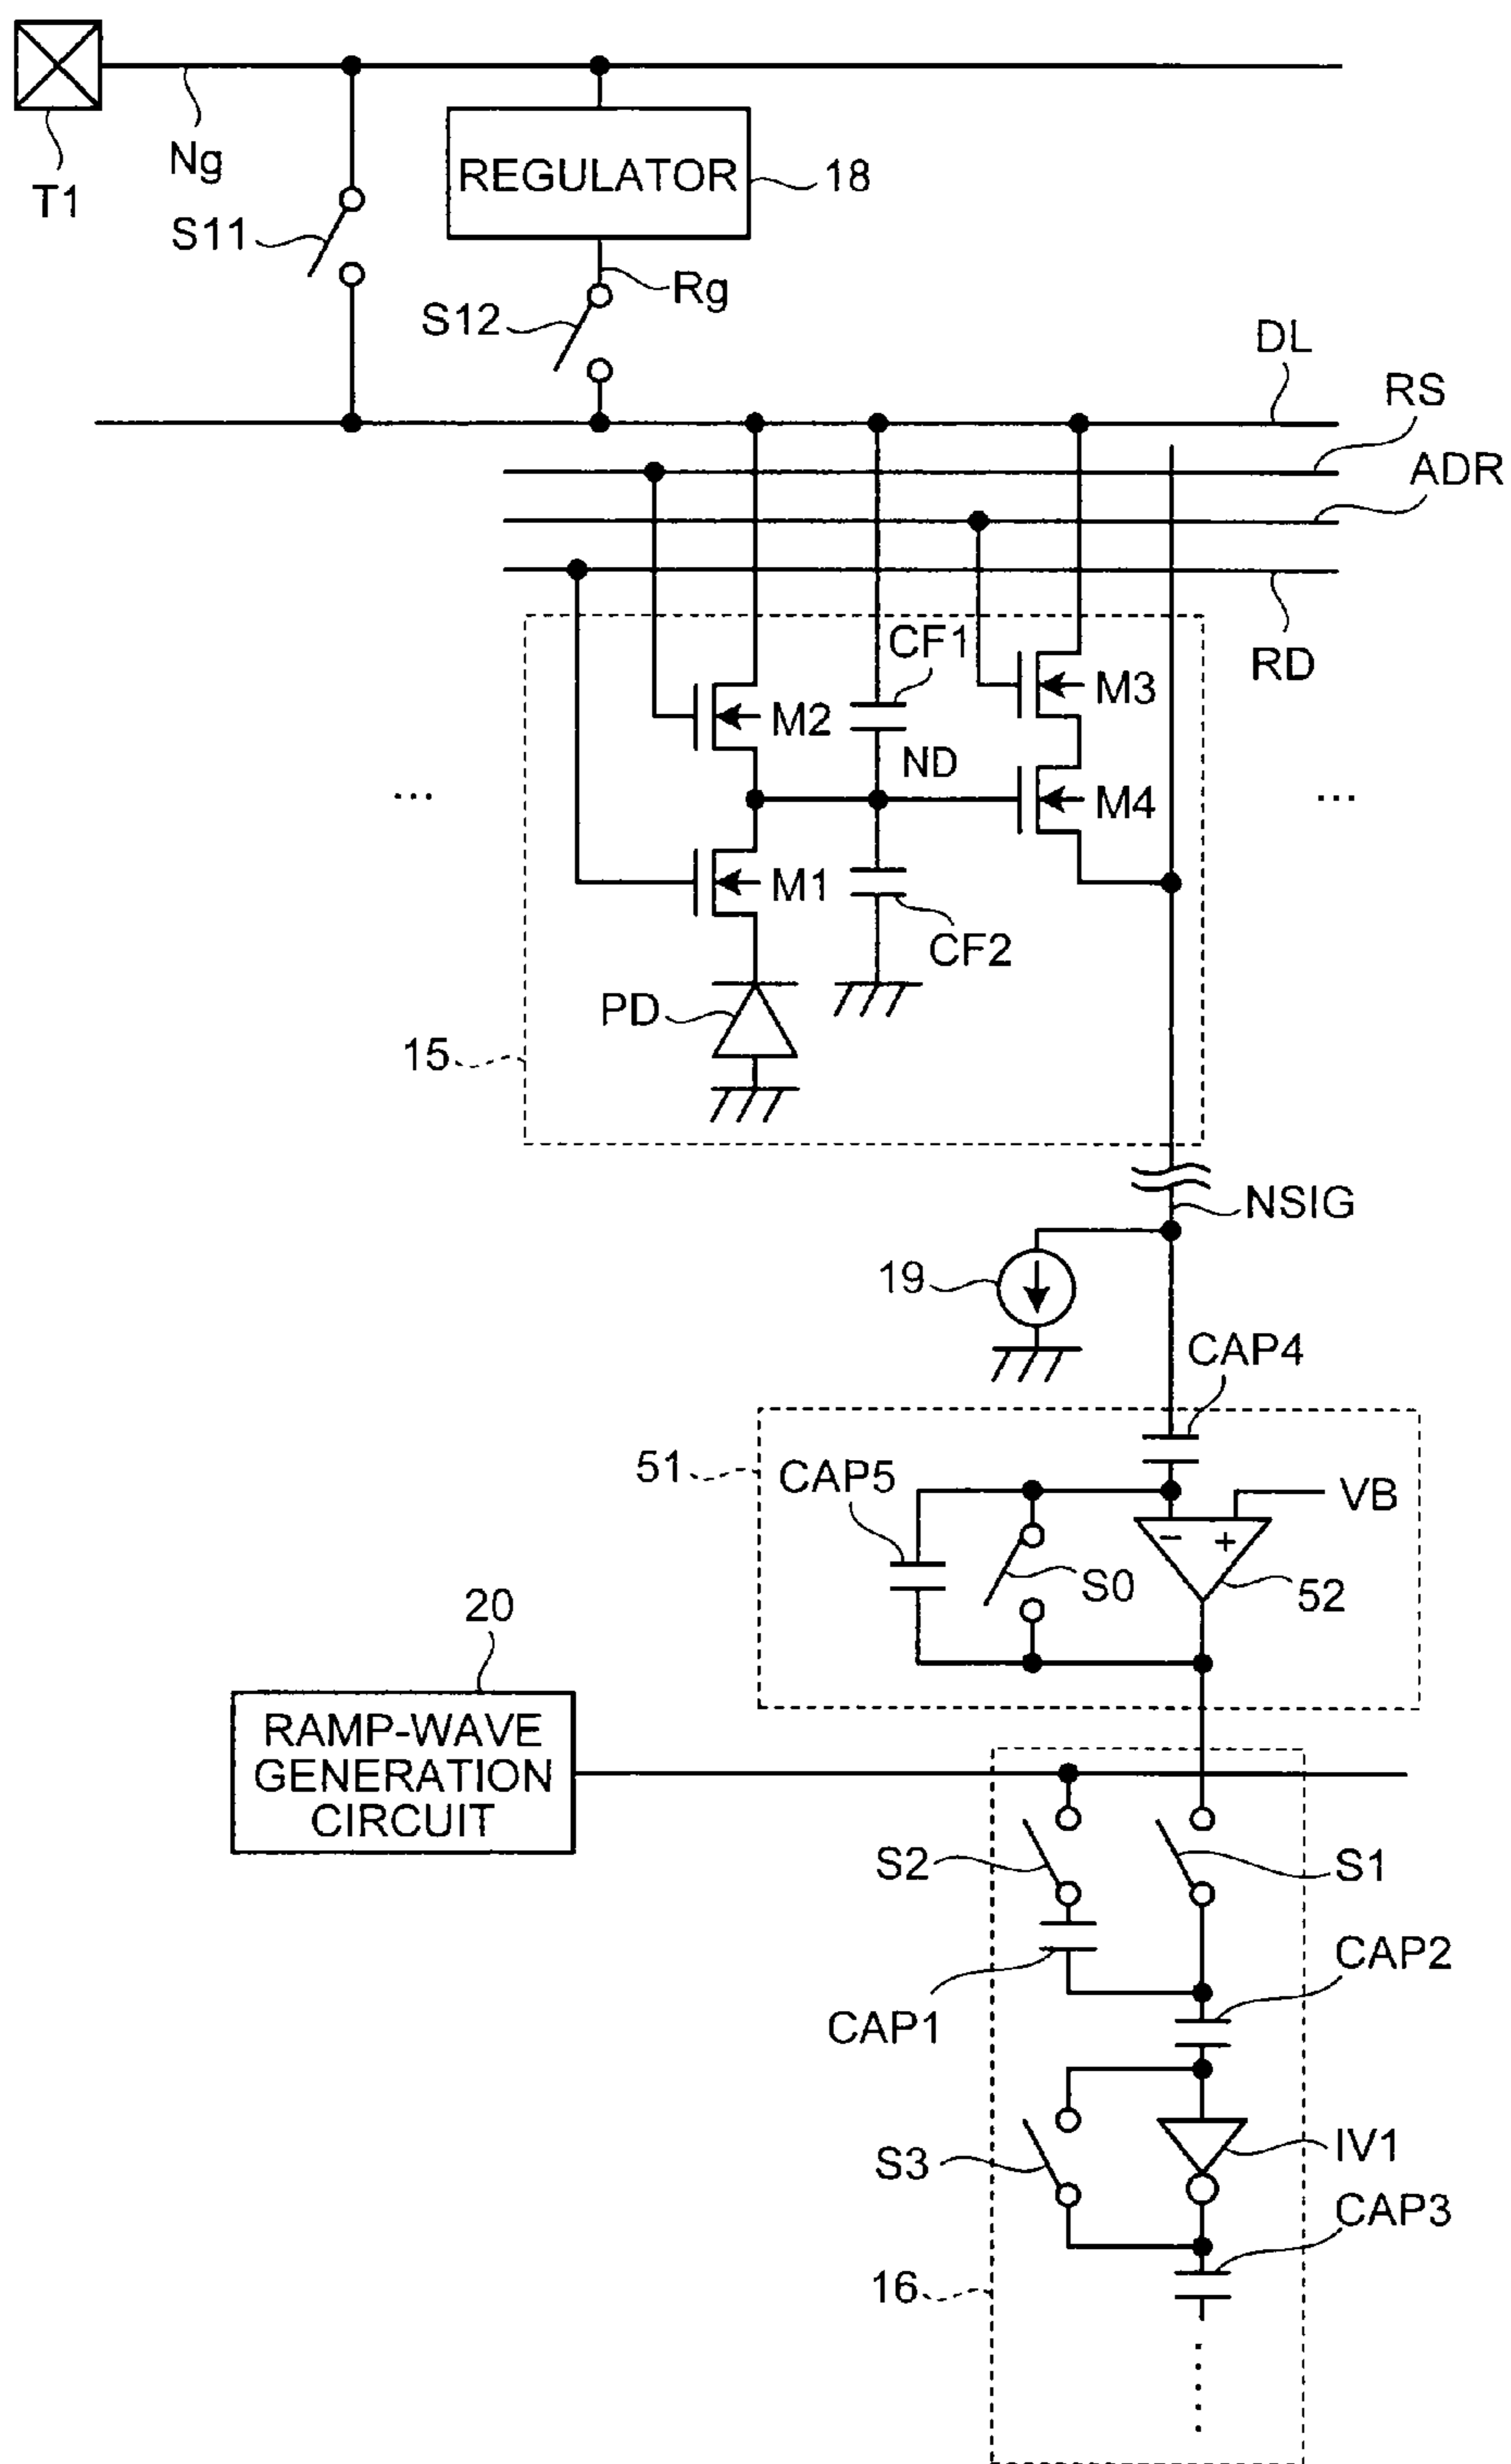 T1
Ng
REGULATOR
18
S11
Rg
S12
DL
RS
ADR
RD
CF1
M3
M2
ND
M4
...
...
M1
CF2
PD
15
NSIG
19
CAP4
51
CAP5
VB
- +
S0
52
20
RAMP-WAVE
GENERATION
CIRCUIT
S2
S1
CAP2
CAP1
S3
IV1
CAP3
16